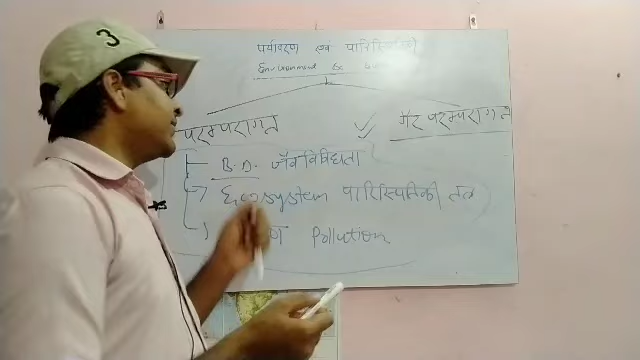 3
पर्यावरण एवं पारिस्थितिकी
Environment &
परम्परागत
गैर परम्परागत
B.D. जैवविविधता
Ecosystem पारिस्थितिकी तंत्र
Pollution